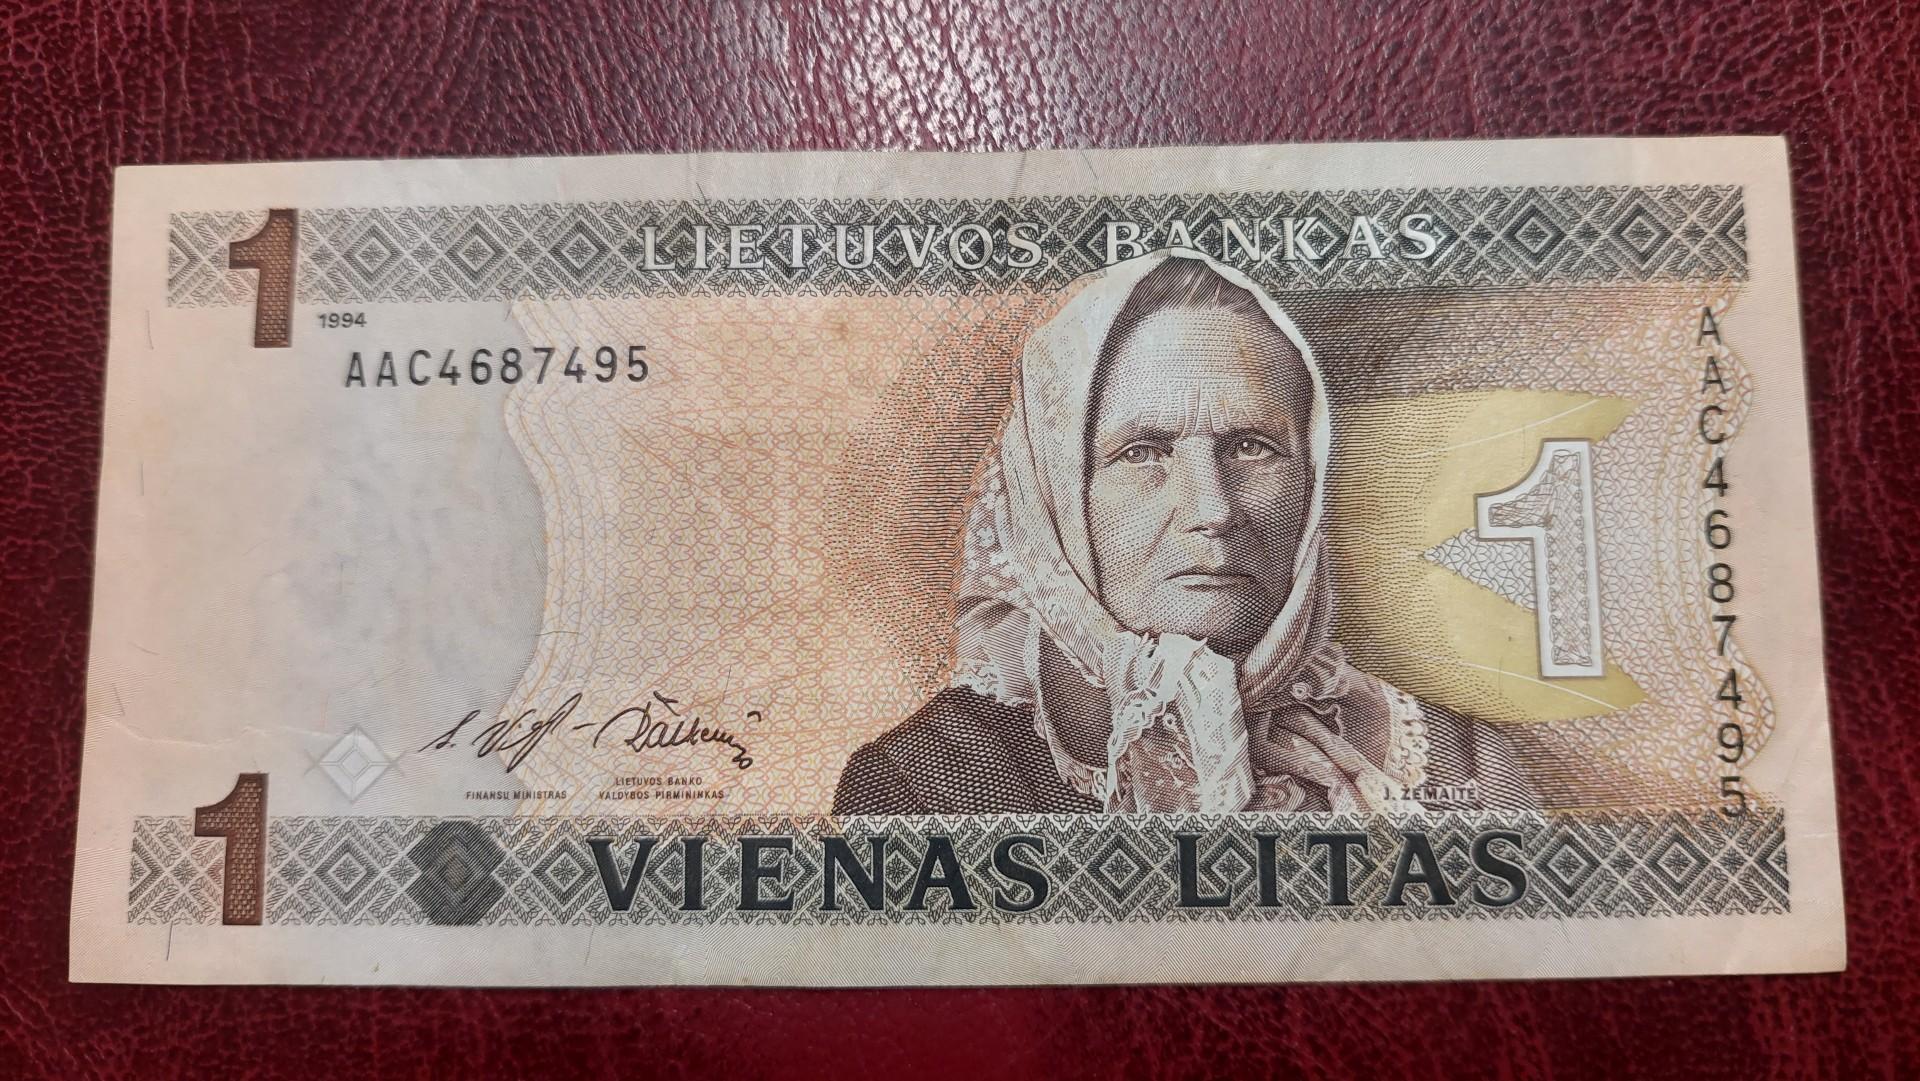 LIETUVOS BANKAS
1
1994
AAC4687495
AAC4687495
1
FINANSŲ MINISTRAS
LIETUVOS BANKO
VALDYBOS PIRMININKAS
J. ŽEMAITĖ
1
VIENAS LITAS